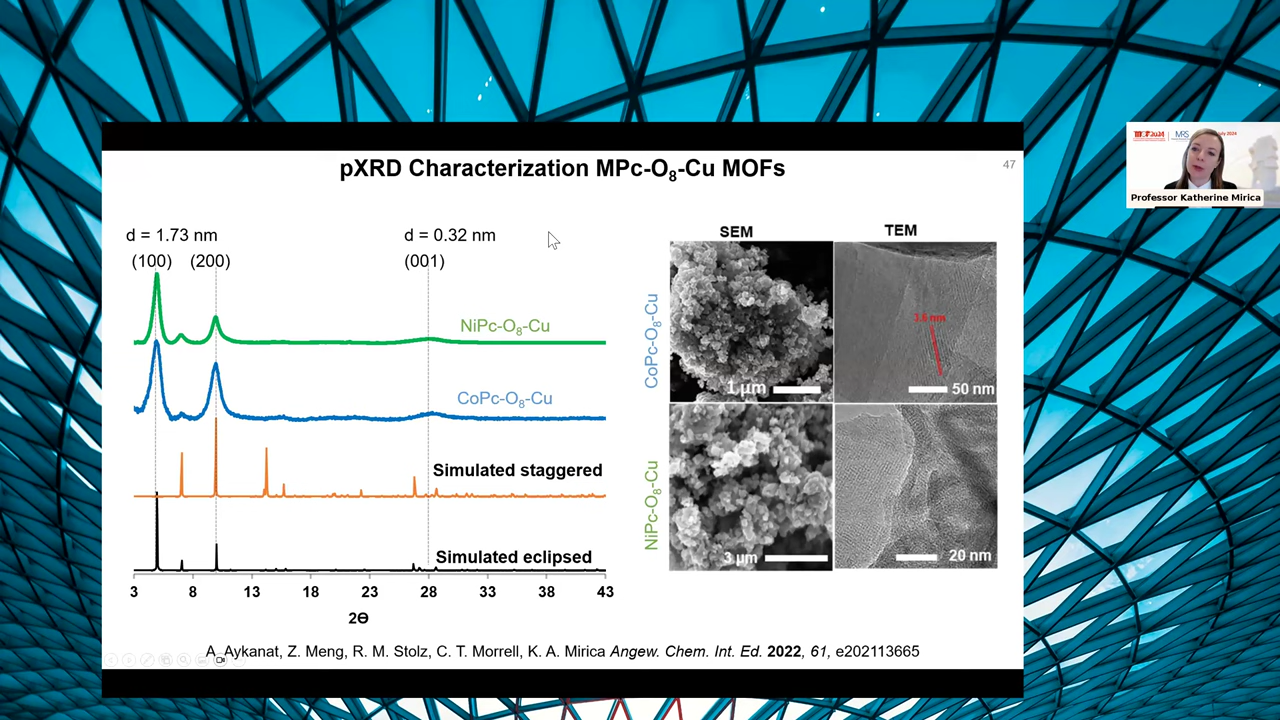 pXRD Characterization MPc-O8-Cu MOFs
47
d = 1.73 nm
d = 0.32 nm
(100)
(200)
(001)
NiPc-O8-Cu
CoPc-O8-Cu
Simulated staggered
Simulated eclipsed
3 8 13 18 23 28 33 38 43
2Θ
SEM
TEM
CoPc-O8-Cu
1 µm
3.6 nm
50 nm
NiPc-O8-Cu
3 µm
20 nm
A. Aykanat, Z. Meng, R. M. Stolz, C. T. Morrell, K. A. Mirica Angew. Chem. Int. Ed. 2022, 61, e202113665
MRS
Professor Katherine Mirica